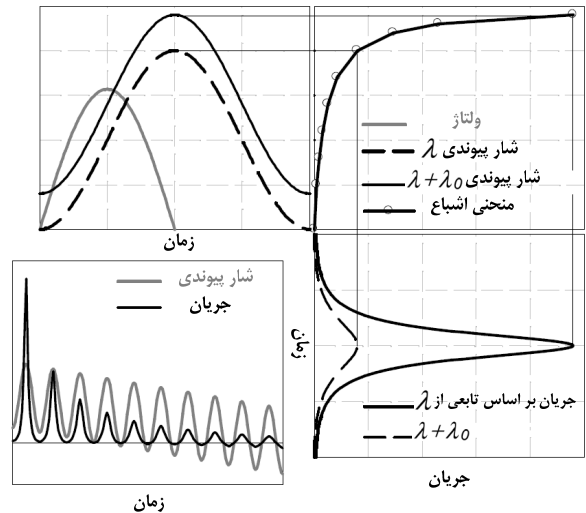 ولتاژ
شار پیوندی λ
شار پیوندی λ+λ0
منحنی اشباع
زمان
شار پیوندی
جریان
زمان
زمان
جریان بر اساس تابعی از λ
λ+λ0
جریان